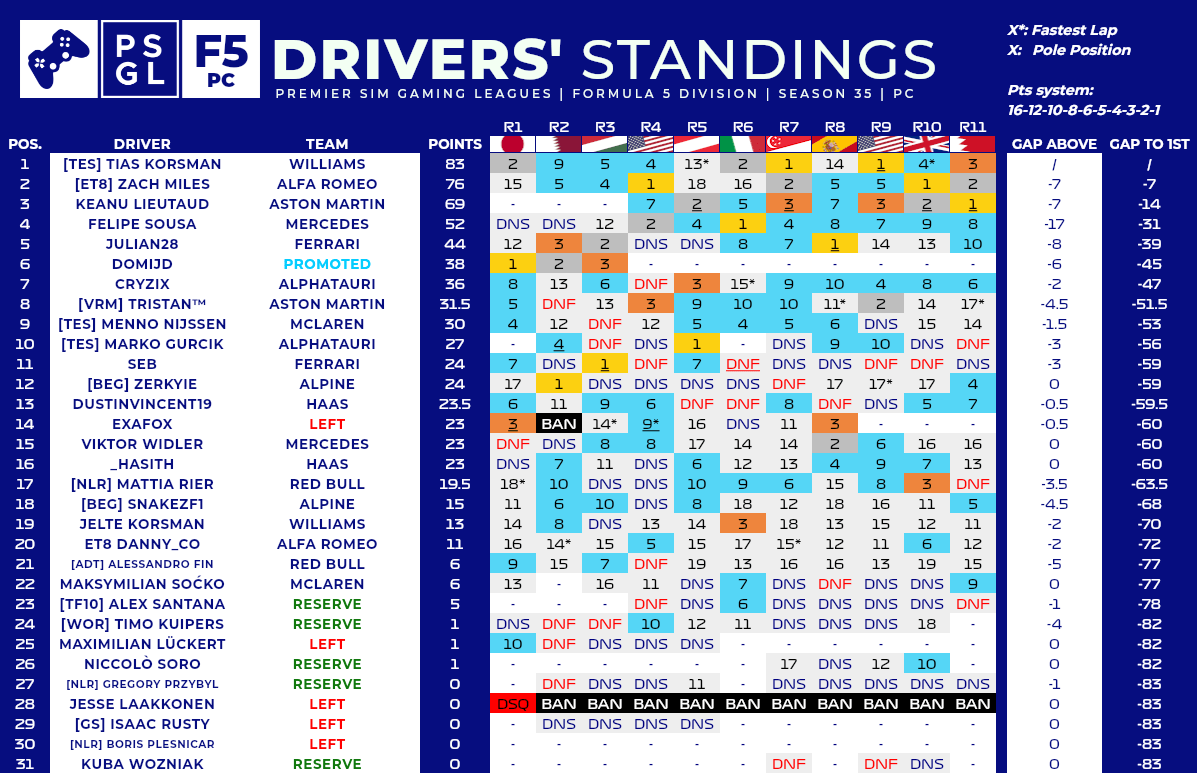 PS
GL
F5
PC
DRIVERS' STANDINGS
PREMIER SIM GAMING LEAGUES | FORMULA 5 DIVISION | SEASON 35 | PC
X*: Fastest Lap
X: Pole Position
Pts system:
16-12-10-8-6-5-4-3-2-1
POS. DRIVER TEAM POINTS R1 R2 R3 R4 R5 R6 R7 R8 R9 R10 R11 GAP ABOVE GAP TO 1ST
1 [TES] TIAS KORSMAN WILLIAMS 83 2 9 5 4 13* 2 1 14 1 4* 3 / /
2 [ET8] ZACH MILES ALFA ROMEO 76 15 5 4 1 18 16 2 5 5 1 2 -7 -7
3 KEANU LIEUTAUD ASTON MARTIN 69 - - - 7 2 5 3 7 3 2 1 -7 -14
4 FELIPE SOUSA MERCEDES 52 DNS DNS 12 2 4 1 4 8 7 9 8 -17 -31
5 JULIAN28 FERRARI 44 12 3 2 DNS DNS 8 7 1 14 13 10 -8 -39
6 DOMIJD PROMOTED 38 1 2 3 - - - - - - - - -6 -45
7 CRYZIX ALPHATAURI 36 8 13 6 DNF 3 15* 9 10 4 8 6 -2 -47
8 [VRM] TRISTAN™ ASTON MARTIN 31.5 5 DNF 13 3 9 10 10 11* 2 14 17* -4.5 -51.5
9 [TES] MENNO NIJSSEN MCLAREN 30 4 12 DNF 12 5 4 5 6 DNS 15 14 -1.5 -53
10 [TES] MARKO GURCIK ALPHATAURI 27 - 4 DNF DNS 1 - DNS 9 10 DNS DNF -3 -56
11 SEB FERRARI 24 7 DNS 1 DNF 7 DNF DNS DNS DNF DNF DNS -3 -59
12 [BEG] ZERKYIE ALPINE 24 17 1 DNS DNS DNS DNS DNF 17 17* 17 4 0 -59
13 DUSTINVINCENT19 HAAS 23.5 6 11 9 6 DNF DNF 8 DNF DNS 5 7 -0.5 -59.5
14 EXAFOX LEFT 23 3 BAN 14* 9* 16 DNS 11 3 - - - -0.5 -60
15 VIKTOR WIDLER MERCEDES 23 DNF DNS 8 8 17 14 14 2 6 16 16 0 -60
16 _HASITH HAAS 23 DNS 7 11 DNS 6 12 13 4 9 7 13 0 -60
17 [NLR] MATTIA RIER RED BULL 19.5 18* 10 DNS DNS 10 9 6 15 8 3 DNF -3.5 -63.5
18 [BEG] SNAKEZF1 ALPINE 15 11 6 10 DNS 8 18 12 18 16 11 5 -4.5 -68
19 JELTE KORSMAN WILLIAMS 13 14 8 DNS 13 14 3 18 13 15 12 11 -2 -70
20 ET8 DANNY_CO ALFA ROMEO 11 16 14* 15 5 15 17 15* 12 11 6 12 -2 -72
21 [ADT] ALESSANDRO FIN RED BULL 6 9 15 7 DNF 19 13 16 16 13 19 15 -5 -77
22 MAKSYMILIAN SOĆKO MCLAREN 6 13 - 16 11 DNS 7 DNS DNF DNS DNS 9 0 -77
23 [TF10] ALEX SANTANA RESERVE 5 - - - DNF DNS 6 DNS DNS DNS DNS DNF -1 -78
24 [WOR] TIMO KUIPERS RESERVE 1 DNS DNF DNF 10 12 11 DNS DNS DNS 18 - -4 -82
25 MAXIMILIAN LÜCKERT LEFT 1 10 DNF DNS DNS DNS - - - - - - 0 -82
26 NICCOLÒ SORO RESERVE 1 - - - - - - 17 DNS 12 10 - 0 -82
27 [NLR] GREGORY PRZYBYL RESERVE 0 - DNF DNS DNS 11 - DNS DNS DNS DNS DNS -1 -83
28 JESSE LAAKKONEN LEFT 0 DSQ BAN BAN BAN BAN BAN BAN BAN BAN BAN BAN 0 -83
29 [GS] ISAAC RUSTY LEFT 0 - DNS DNS DNS DNS - - - - - - 0 -83
30 [NLR] BORIS PLESNICAR LEFT 0 - - - - - - - - - - - 0 -83
31 KUBA WOZNIAK RESERVE 0 - - - - - - DNF - DNF DNS - 0 -83